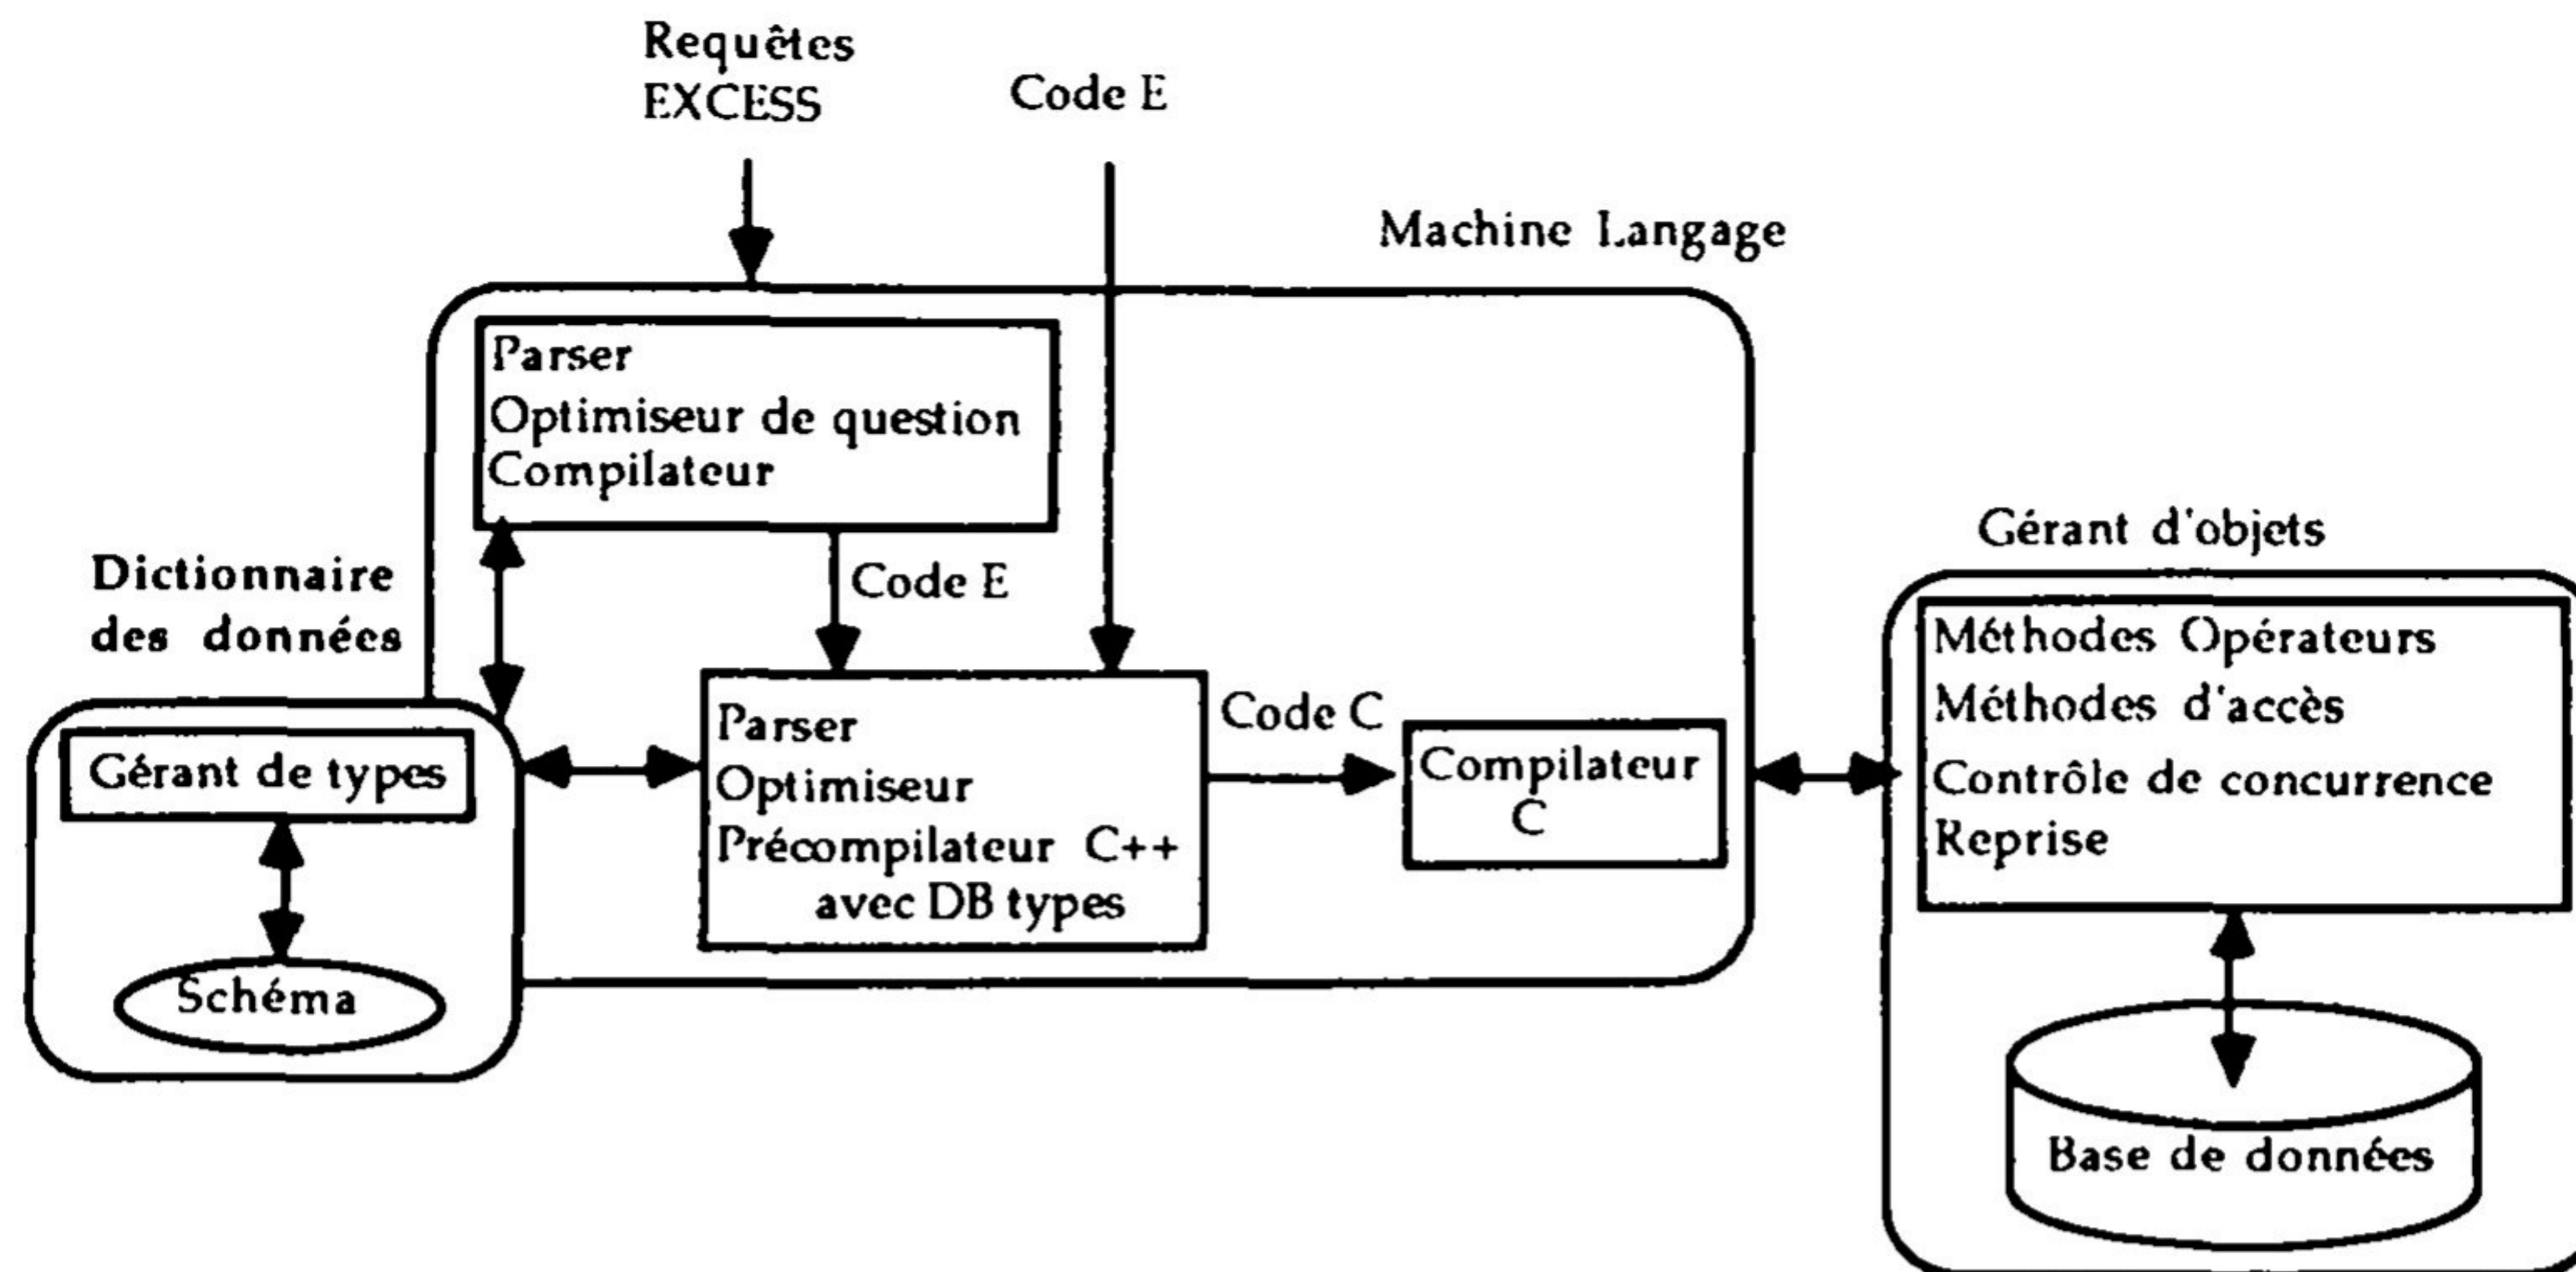 Requêtes
EXCESS
Code E
Machine Langage
Parser
Optimiseur de question
Compilateur
Gérant d'objets
Dictionnaire
des données
Code E
Méthodes Opérateurs
Méthodes d'accès
Contrôle de concurrence
Reprise
Code C
Parser
Optimiseur
Précompilateur C++
avec DB types
Compilateur
C
Gérant de types
Schéma
Base de données